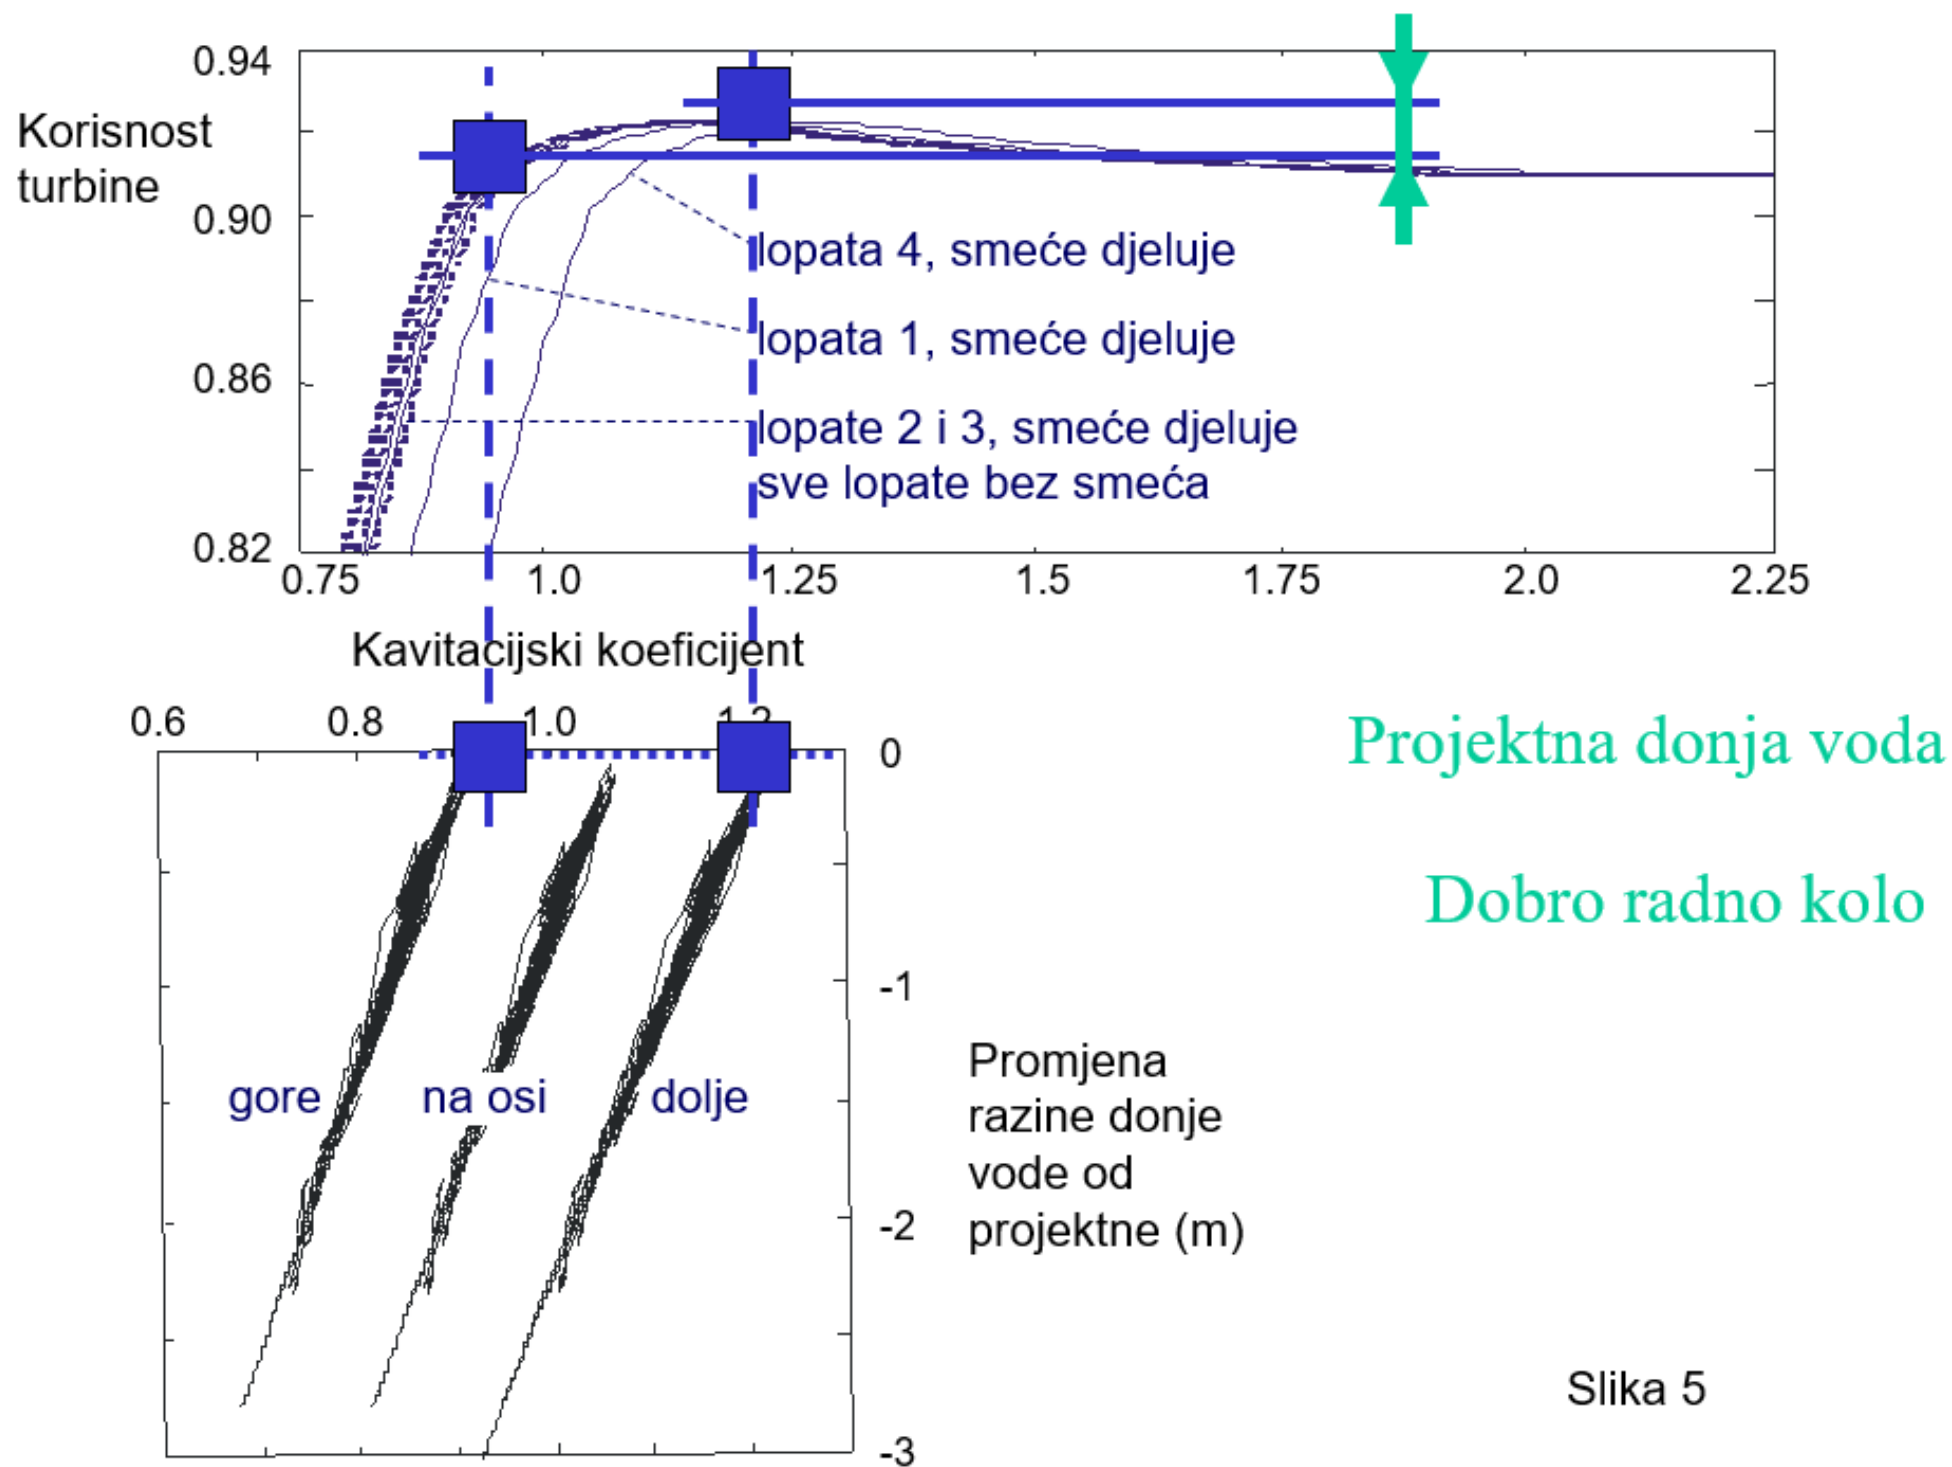 0.94
Korisnost
turbine
0.90
0.86
0.82
lopata 4, smeće djeluje
lopata 1, smeće djeluje
lopate 2 i 3, smeće djeluje
sve lopate bez smeća
0.75 1.0 1.25 1.5 1.75 2.0 2.25
Kavitacijski koeficijent
0.6 0.8 1.0 1.2
0
-1
-2
-3
gore na osi dolje
Promjena
razine donje
vode od
projektne (m)
Projektna donja voda
Dobro radno kolo
Slika 5